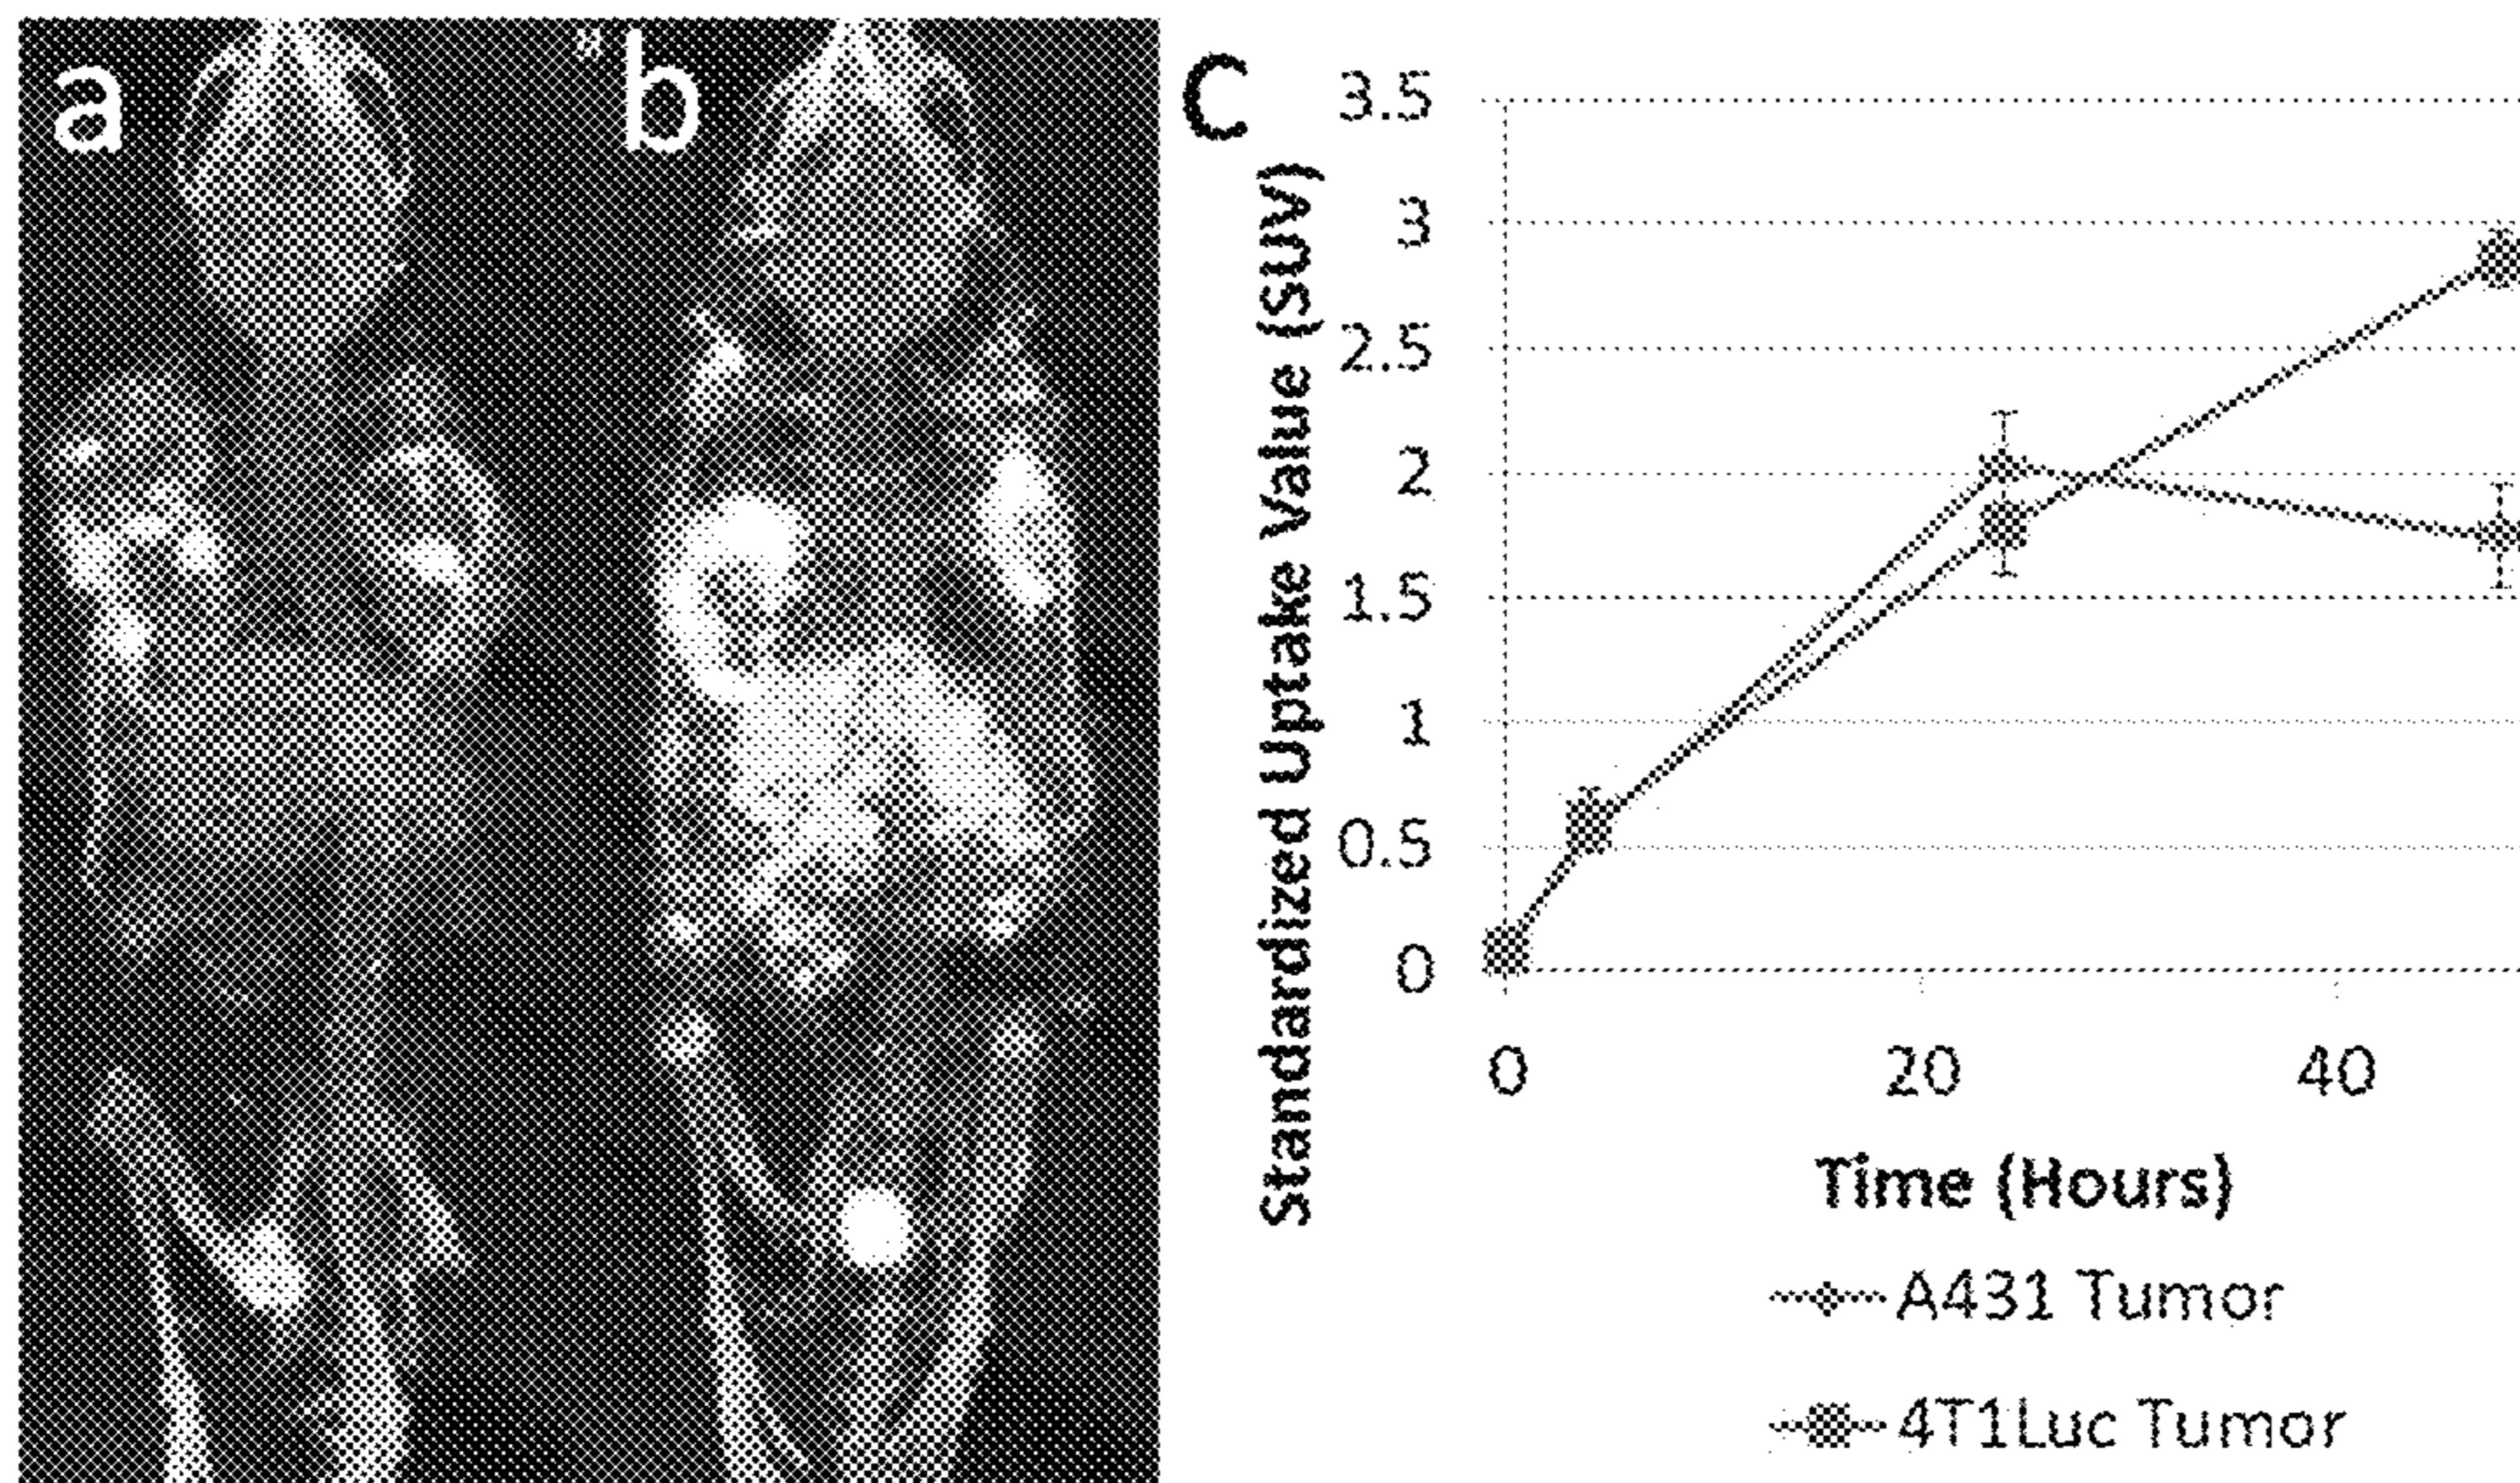 a
b
C
3.5
3
2.5
2
1.5
1
0.5
0
Standardized Uptake Value (SUV)
0 20 40
Time (Hours)
A431 Tumor
4T1Luc Tumor